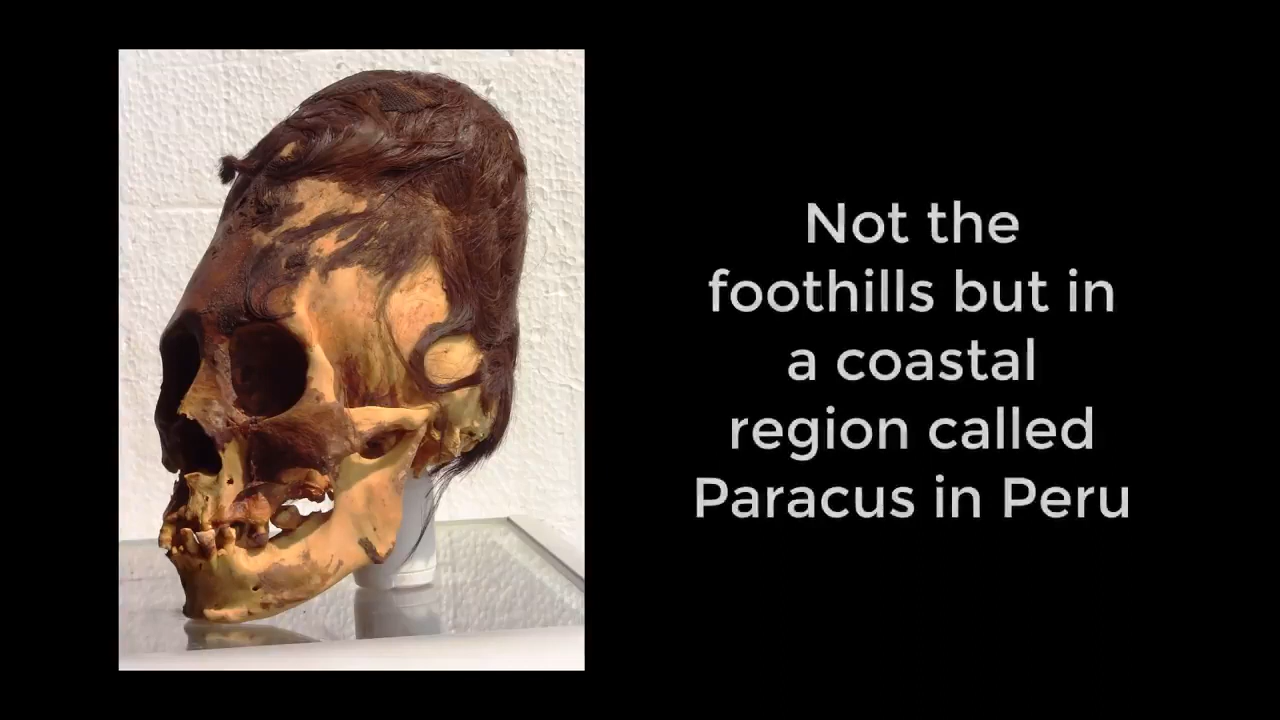 Not the
foothills but in
a coastal
region called
Paracus in Peru